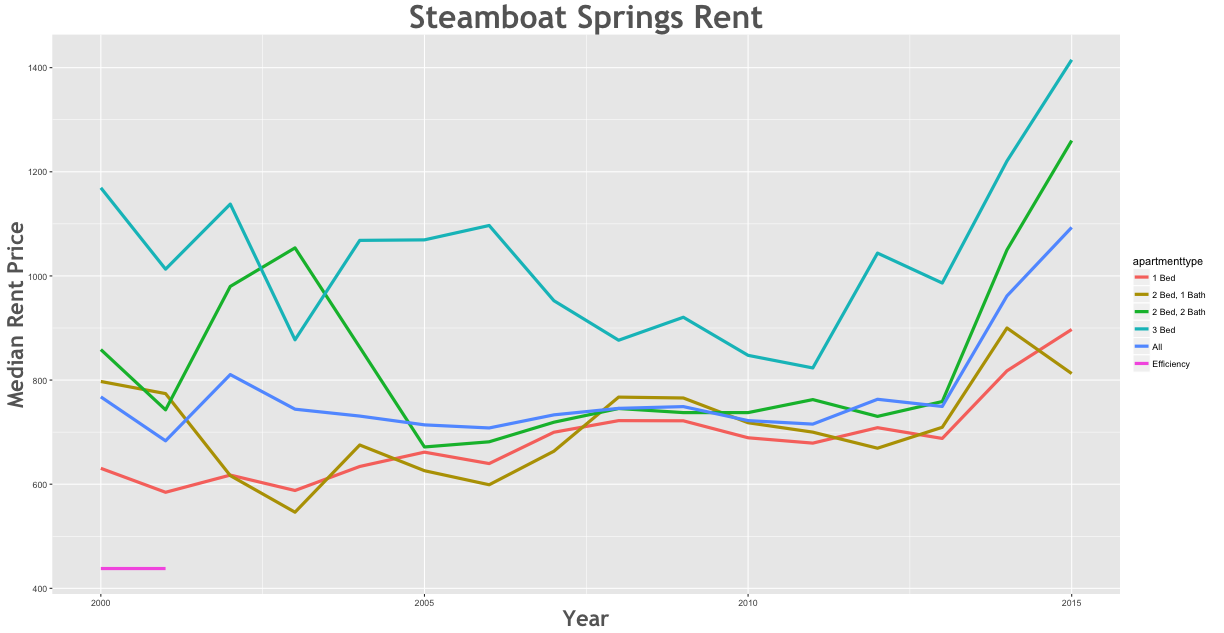 Steamboat Springs Rent
Median Rent Price
1400
1200
1000
800
600
400
2000
2005
2010
2015
Year
apartmenttype
1 Bed
2 Bed, 1 Bath
2 Bed, 2 Bath
3 Bed
All
Efficiency